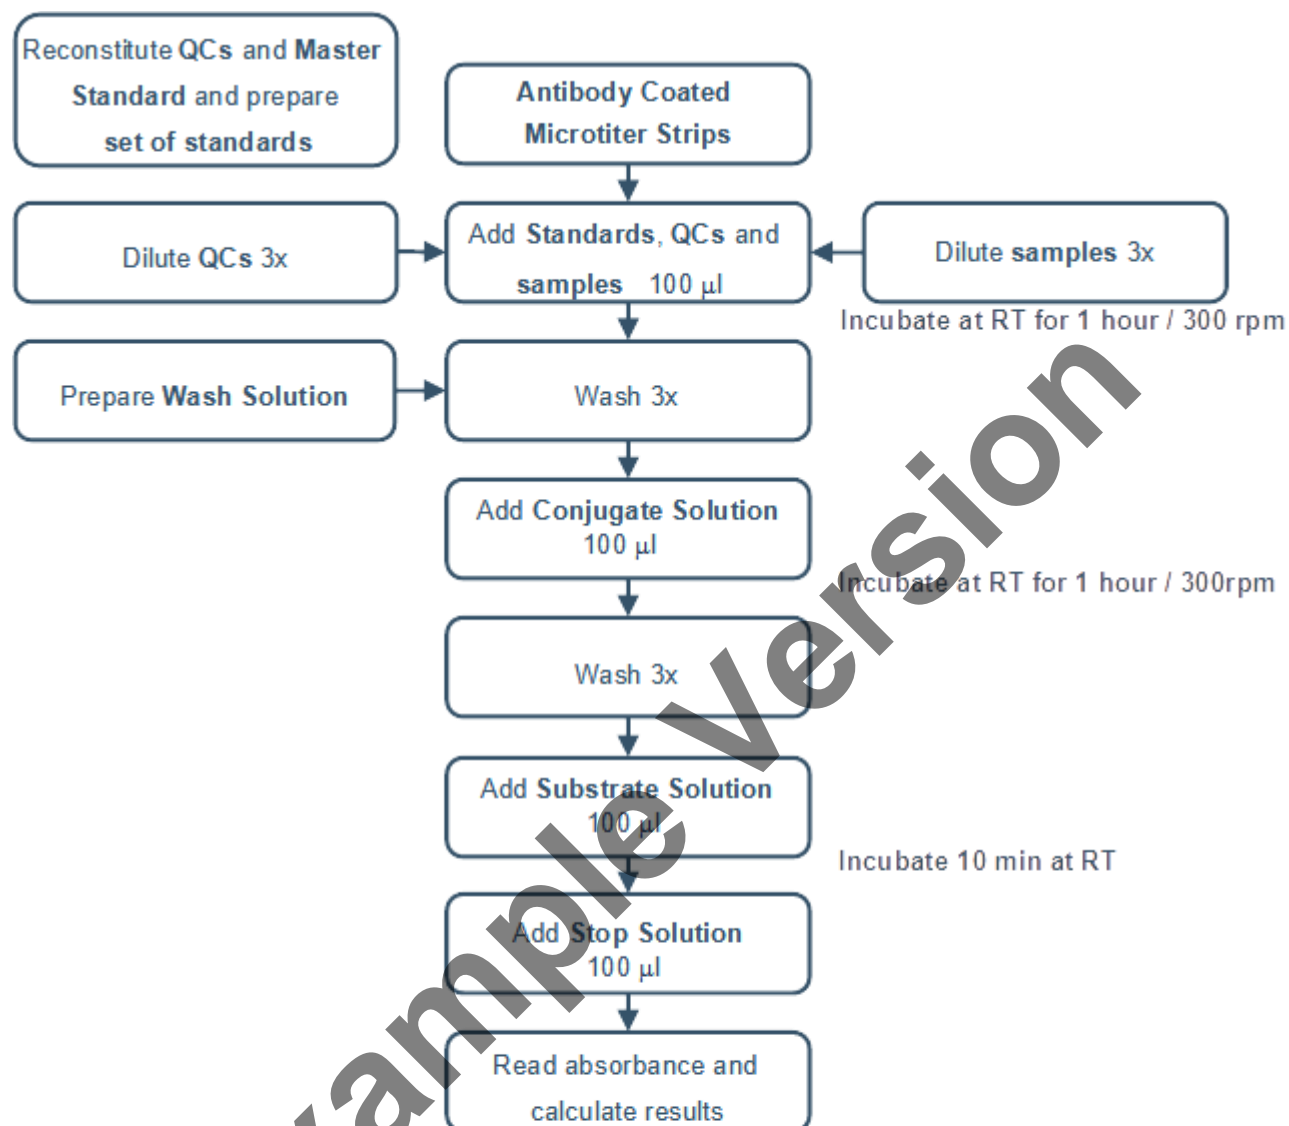 Reconstitute QCs and Master
Standard and prepare
set of standards
Antibody Coated
Microtiter Strips
Dilute QCs 3x
Add Standards, QCs and
samples 100 µl
Dilute samples 3x
Incubate at RT for 1 hour / 300 rpm
Prepare Wash Solution
Wash 3x
Add Conjugate Solution
100 µl
Incubate at RT for 1 hour / 300rpm
Wash 3x
Add Substrate Solution
100 µl
Incubate 10 min at RT
Add Stop Solution
100 µl
Read absorbance and
calculate results
xample Version